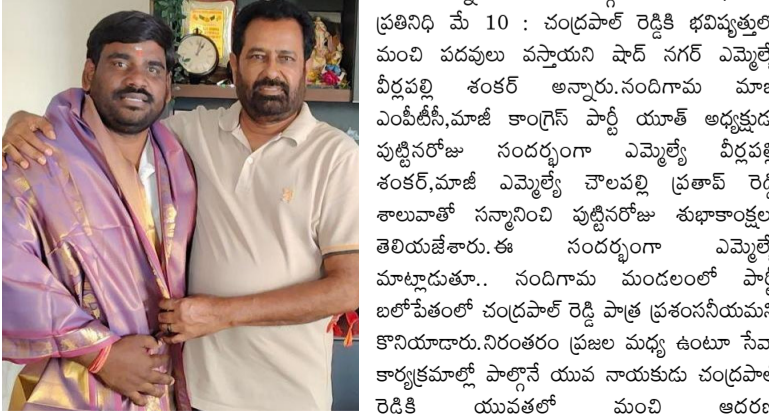 ప్రతినిధి మే 10 : చంద్రపాల్ రెడ్డికి భవిష్యత్తులో
మంచి పదవులు వస్తాయని షాద్ నగర్ ఎమ్మెల్యే
వీర్లపల్లి శంకర్ అన్నారు.నందిగామ మాజీ
ఎంపీటీసీ,మాజీ కాంగ్రెస్ పార్టీ యూత్ అధ్యక్షుడు
పుట్టినరోజు సందర్భంగా ఎమ్మెల్యే వీర్లపల్లి
శంకర్,మాజీ ఎమ్మెల్యే చౌలపల్లి ప్రతాప్ రెడ్డి
శాలువాతో సన్మానించి పుట్టినరోజు శుభాకాంక్షలు
తెలియజేశారు.ఈ సందర్భంగా ఎమ్మెల్యే
మాట్లాడుతూ.. నందిగామ మండలంలో పార్టీ
బలోపేతంలో చంద్రపాల్ రెడ్డి పాత్ర ప్రశంసనీయమని
కొనియాడారు.నిరంతరం ప్రజల మధ్య ఉంటూ సేవా
కార్యక్రమాల్లో పాల్గొనే యువ నాయకుడు చంద్రపాల్
రెడ్డికి యువతలో మంచి ఆదరణ